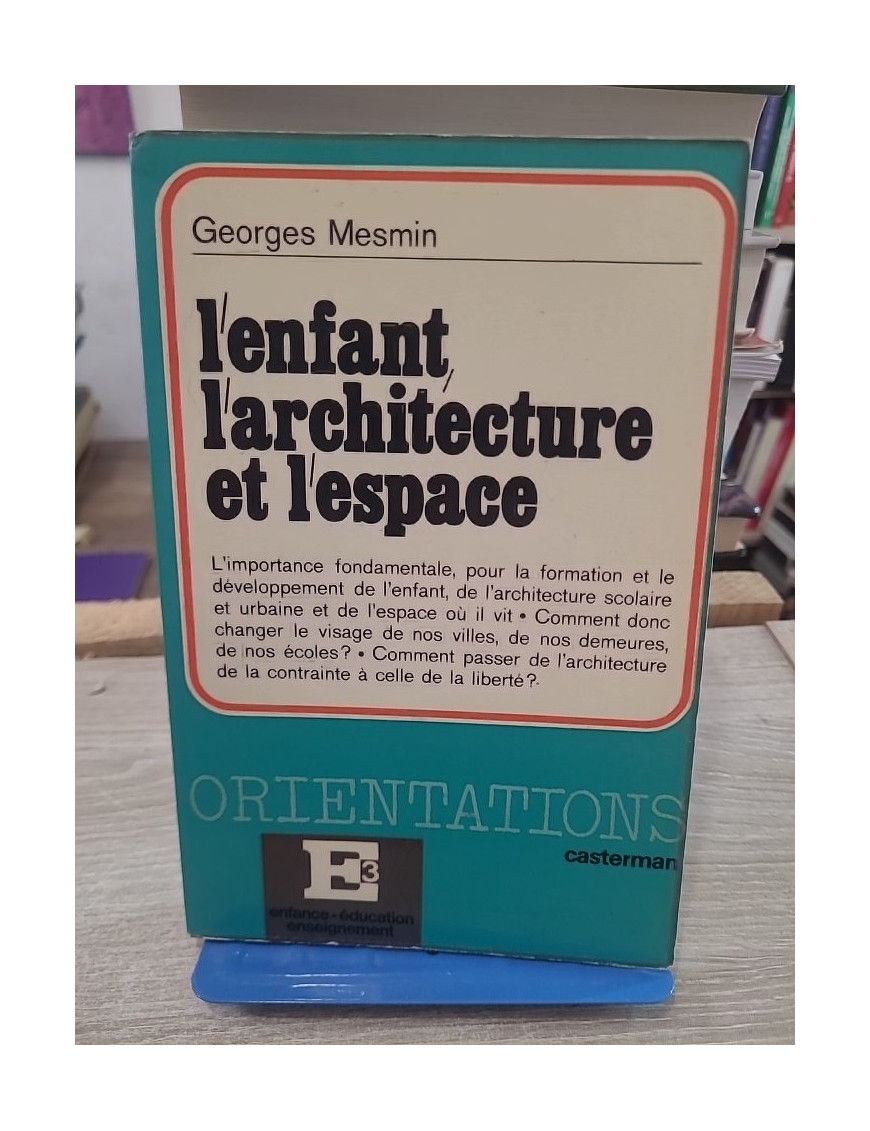 Georges Mesmin
l'enfant,
l'architecture
et l'espace
L'importance fondamentale, pour la formation et le
développement de l'enfant, de l'architecture scolaire
et urbaine et de l'espace où il vit • Comment donc
changer le visage de nos villes, de nos demeures,
de nos écoles? • Comment passer de l'architecture
de la contrainte à celle de la liberté?
ORIENTATIONS
casterman
E3
enfance - éducation
enseignement